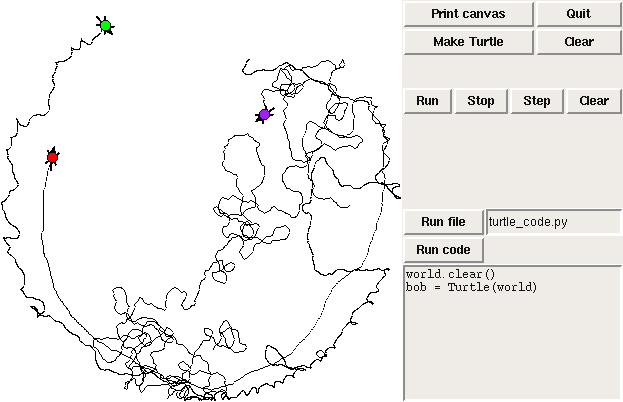 Print canvas Quit
Make Turtle Clear
Run Stop Step Clear
Run file turtle_code.py
Run code
world.clear()
bob = Turtle(world)